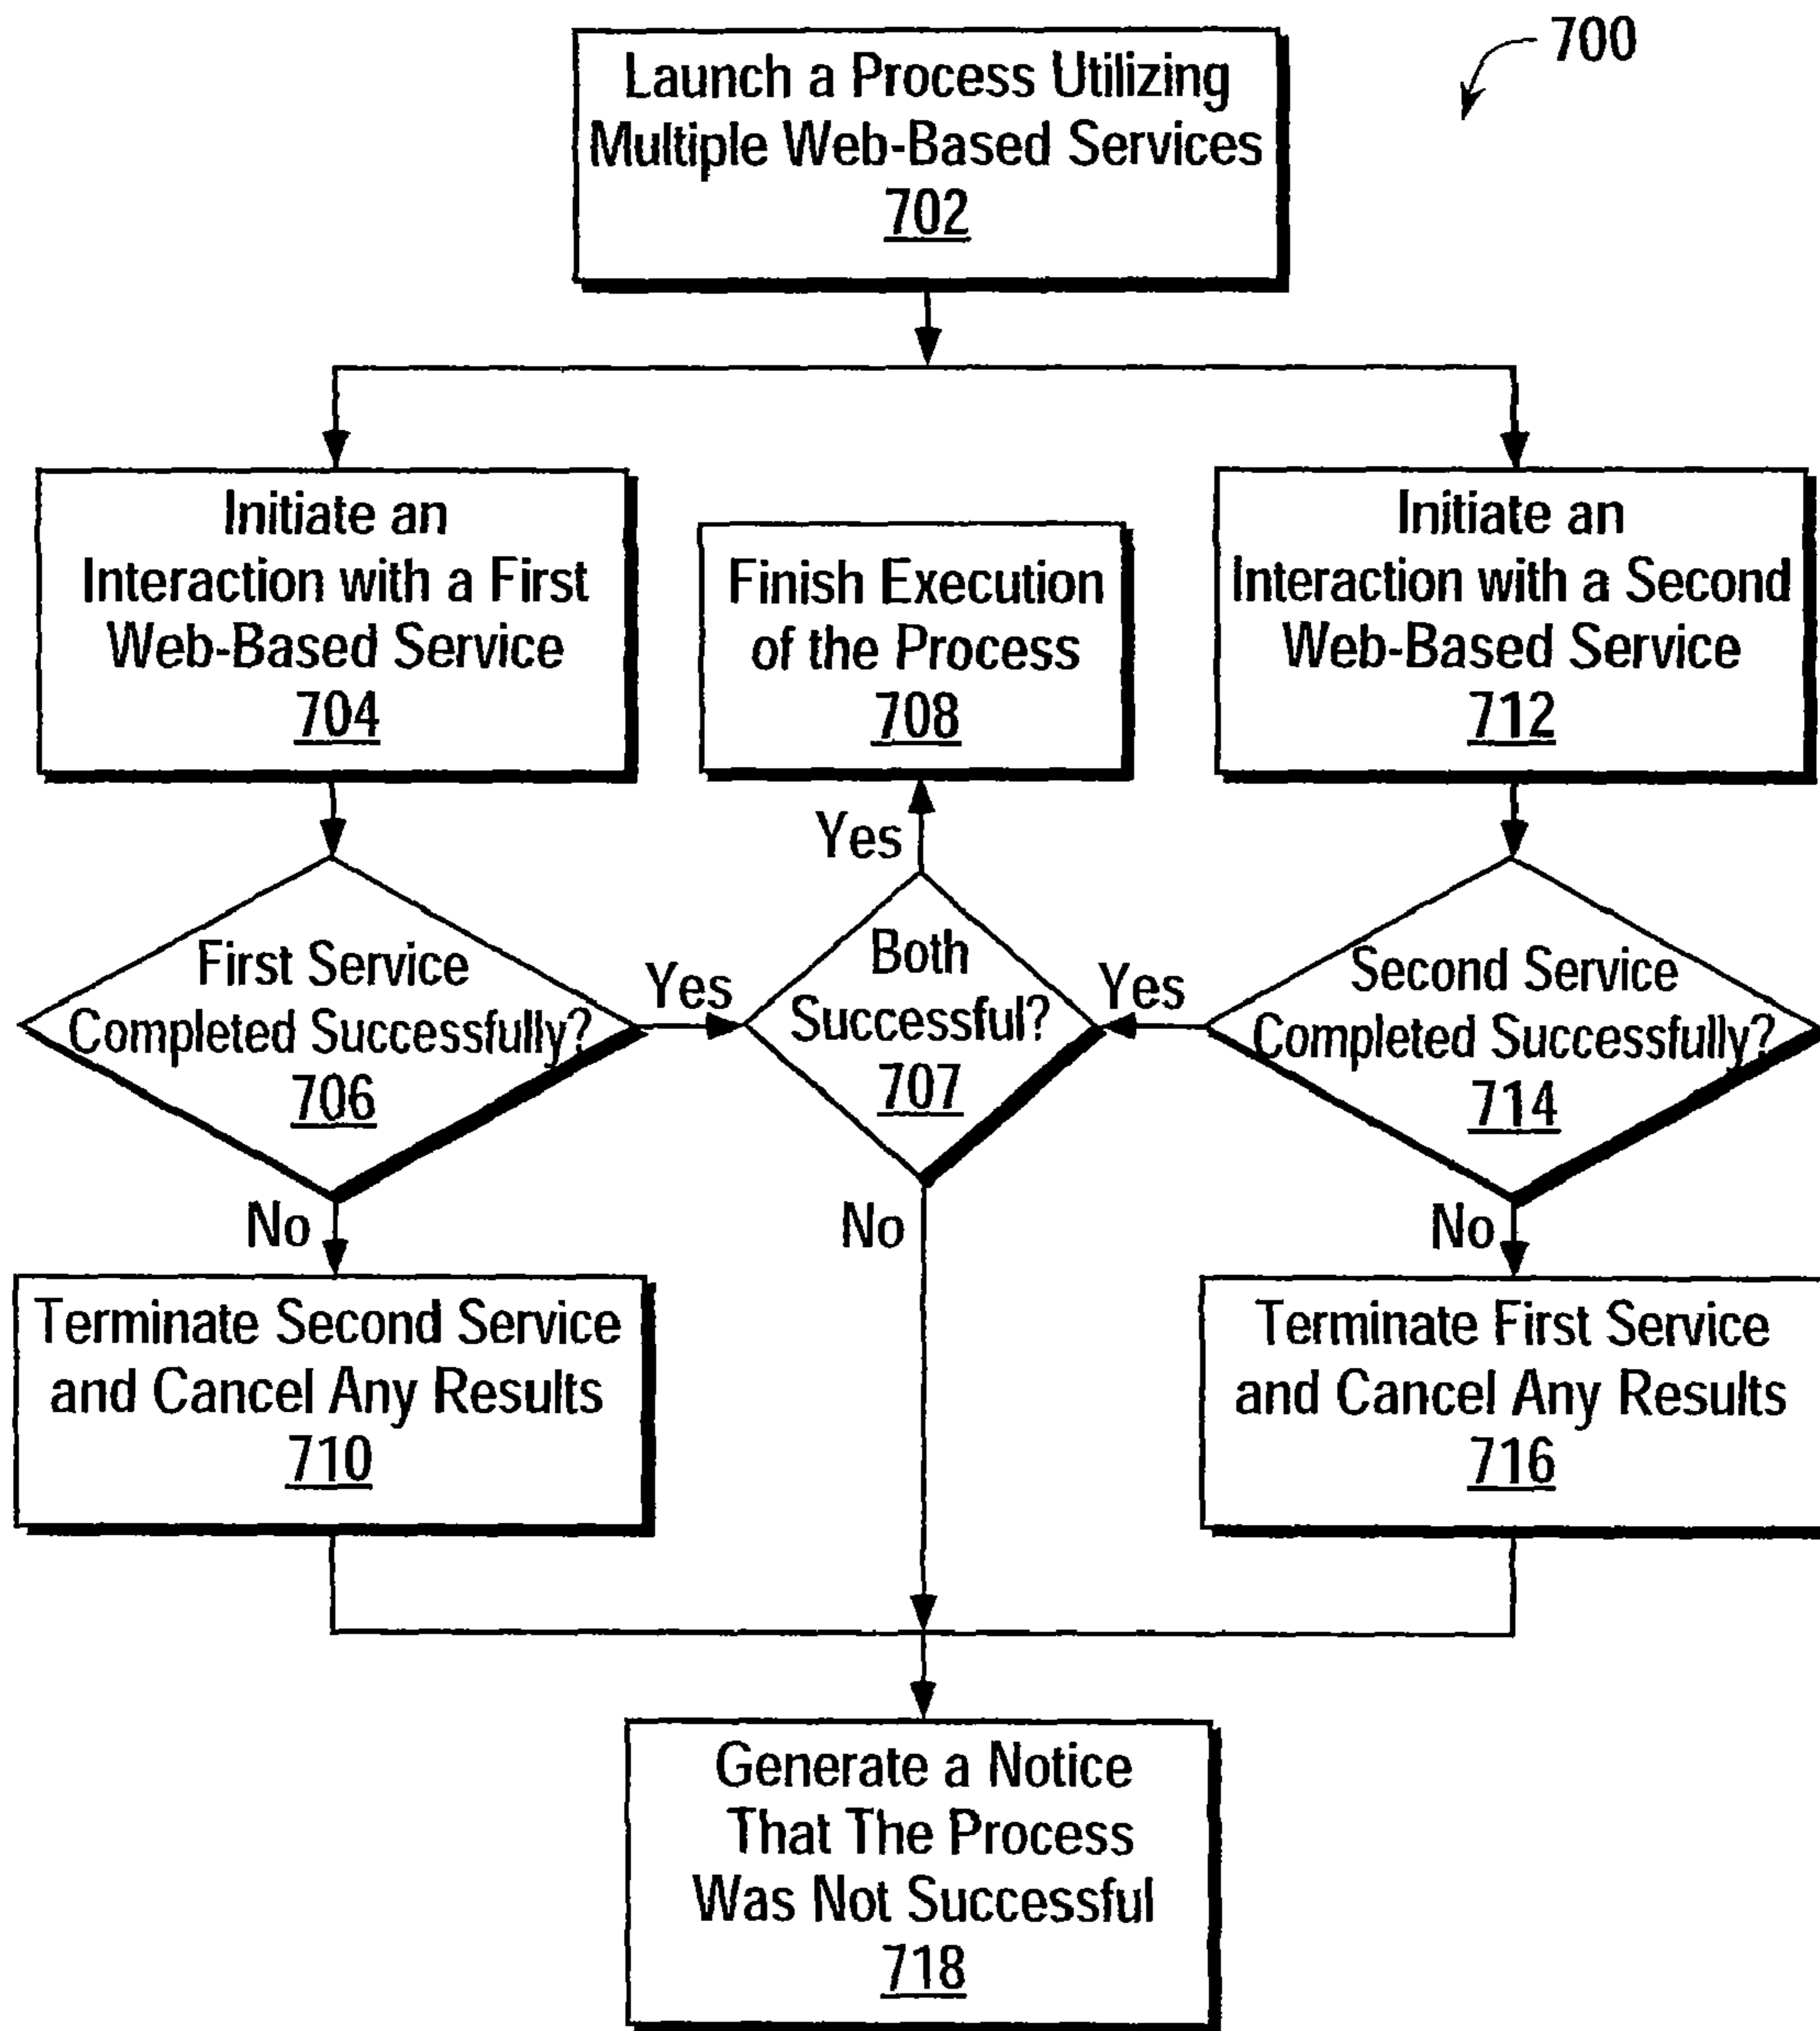 700
Launch a Process Utilizing
Multiple Web-Based Services
702
Initiate an
Interaction with a First
Web-Based Service
704
Finish Execution
of the Process
708
Initiate an
Interaction with a Second
Web-Based Service
712
Yes
First Service
Completed Successfully?
706
Yes
Both
Successful?
707
Yes
Second Service
Completed Successfully?
714
No
No
No
Terminate Second Service
and Cancel Any Results
710
Terminate First Service
and Cancel Any Results
716
Generate a Notice
That The Process
Was Not Successful
718